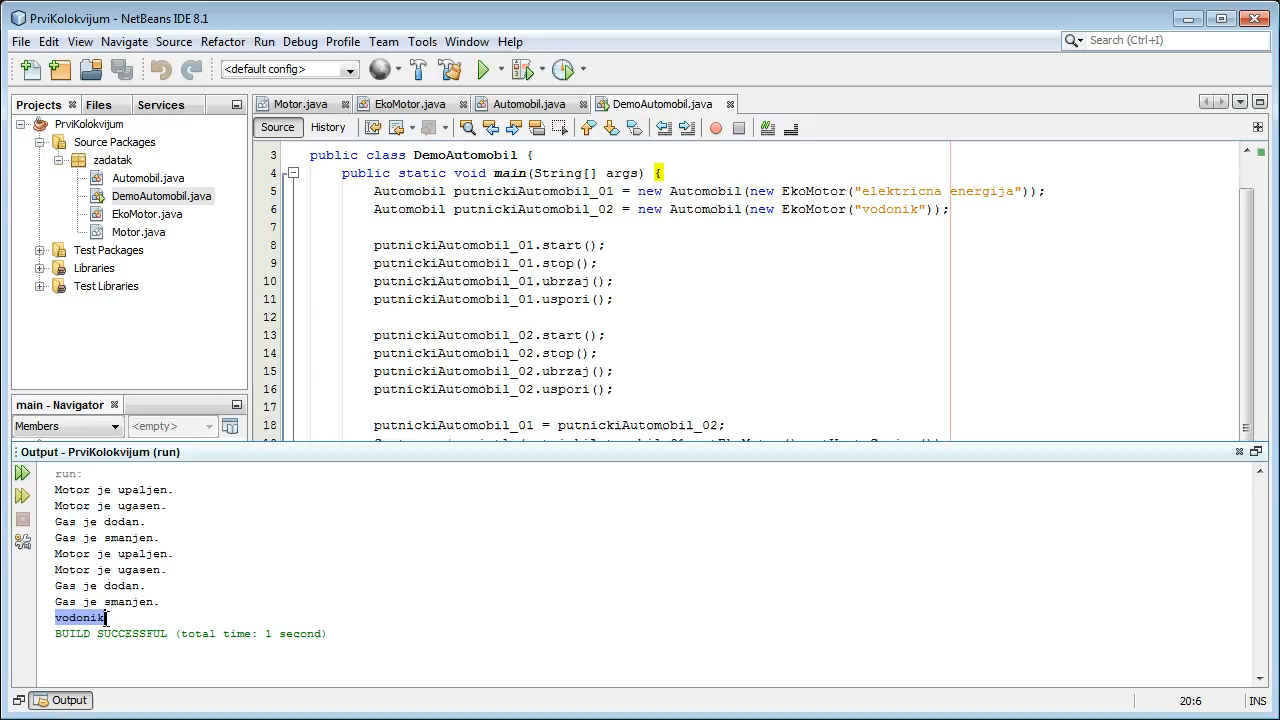 PrviKolokvijum - NetBeans IDE 8.1
File Edit View Navigate Source Refactor Run Debug Profile Team Tools Window Help
Search (Ctrl+I)
<default config>
Projects Files Services
Motor.java EkoMotor.java Automobil.java DemoAutomobil.java
Source History
PrviKolokvijum
Source Packages
zadatak
Automobil.java
DemoAutomobil.java
EkoMotor.java
Motor.java
Test Packages
Libraries
Test Libraries
main - Navigator
Members <empty>
3 public class DemoAutomobil {
4 public static void main(String[] args) {
5 Automobil putnickiAutomobil_01 = new Automobil(new EkoMotor("elektricna energija"));
6 Automobil putnickiAutomobil_02 = new Automobil(new EkoMotor("vodonik"));
7
8 putnickiAutomobil_01.start();
9 putnickiAutomobil_01.stop();
10 putnickiAutomobil_01.ubrzaj();
11 putnickiAutomobil_01.uspori();
12
13 putnickiAutomobil_02.start();
14 putnickiAutomobil_02.stop();
15 putnickiAutomobil_02.ubrzaj();
16 putnickiAutomobil_02.uspori();
17
18 putnickiAutomobil_01 = putnickiAutomobil_02;
Output - PrviKolokvijum (run)
run:
Motor je upaljen.
Motor je ugasen.
Gas je dodan.
Gas je smanjen.
Motor je upaljen.
Motor je ugasen.
Gas je dodan.
Gas je smanjen.
vodonik
BUILD SUCCESSFUL (total time: 1 second)
Output
20:6 INS